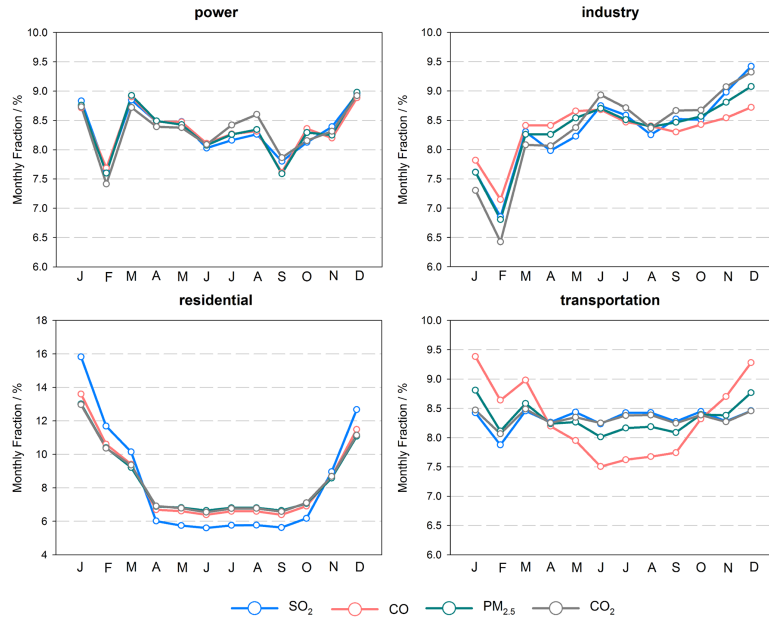 power
Monthly Fraction / %
10.0
9.5
9.0
8.5
8.0
7.5
7.0
6.5
6.0
J F M A M J J A S O N D
industry
Monthly Fraction / %
10.0
9.5
9.0
8.5
8.0
7.5
7.0
6.5
6.0
J F M A M J J A S O N D
residential
Monthly Fraction / %
18
16
14
12
10
8
6
4
J F M A M J J A S O N D
transportation
Monthly Fraction / %
10.0
9.5
9.0
8.5
8.0
7.5
7.0
6.5
6.0
J F M A M J J A S O N D
SO₂ CO PM₂.₅ CO₂